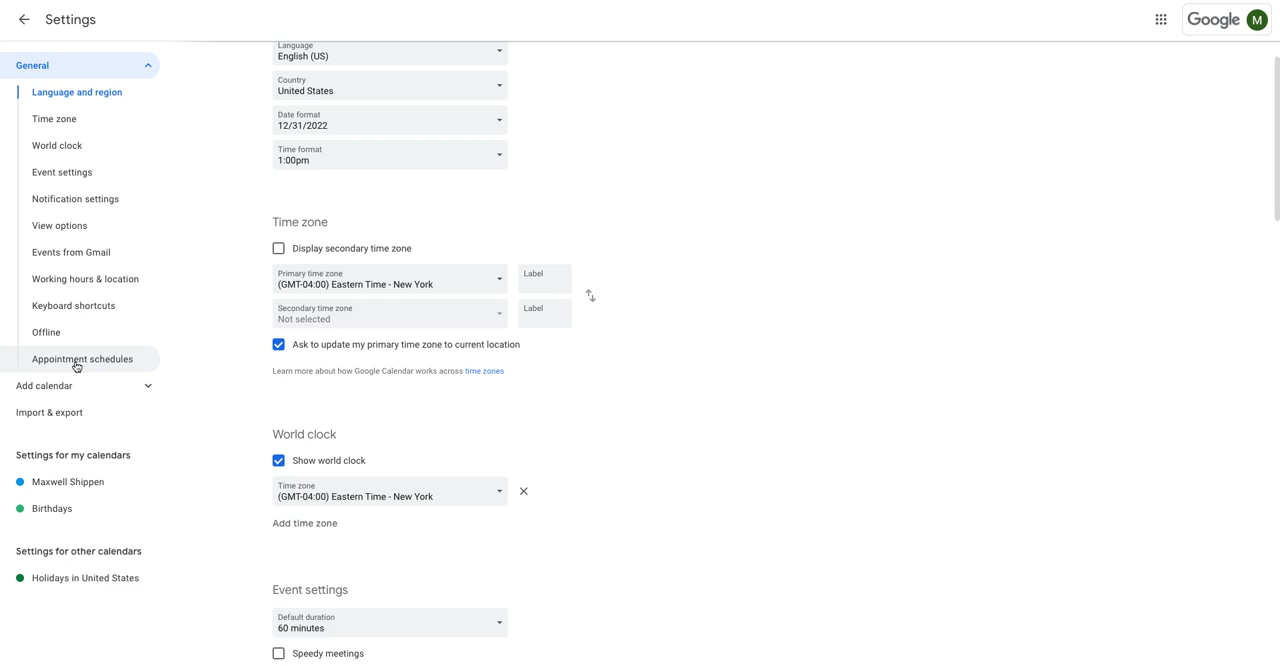 Settings
Google M
General
Language and region
Time zone
World clock
Event settings
Notification settings
View options
Events from Gmail
Working hours & location
Keyboard shortcuts
Offline
Appointment schedules
Add calendar
Import & export
Settings for my calendars
Maxwell Shippen
Birthdays
Settings for other calendars
Holidays in United States
Language
English (US)
Country
United States
Date format
12/31/2022
Time format
1:00pm
Time zone
Display secondary time zone
Primary time zone
(GMT-04:00) Eastern Time - New York
Label
Secondary time zone
Not selected
Label
Ask to update my primary time zone to current location
Learn more about how Google Calendar works across time zones
World clock
Show world clock
Time zone
(GMT-04:00) Eastern Time - New York
Add time zone
Event settings
Default duration
60 minutes
Speedy meetings